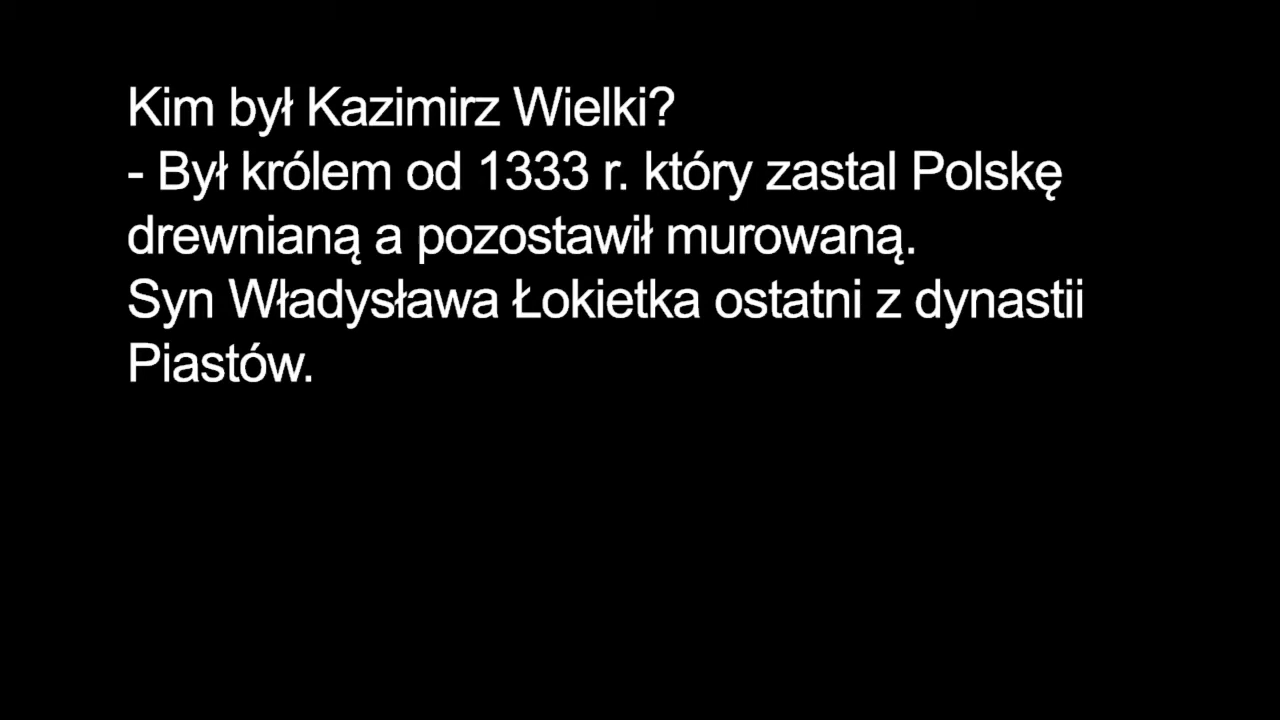 Kim był Kazimirz Wielki?
- Był królem od 1333 r. który zastal Polskę
drewnianą a pozostawił murowaną.
Syn Władysława Łokietka ostatni z dynastii
Piastów.